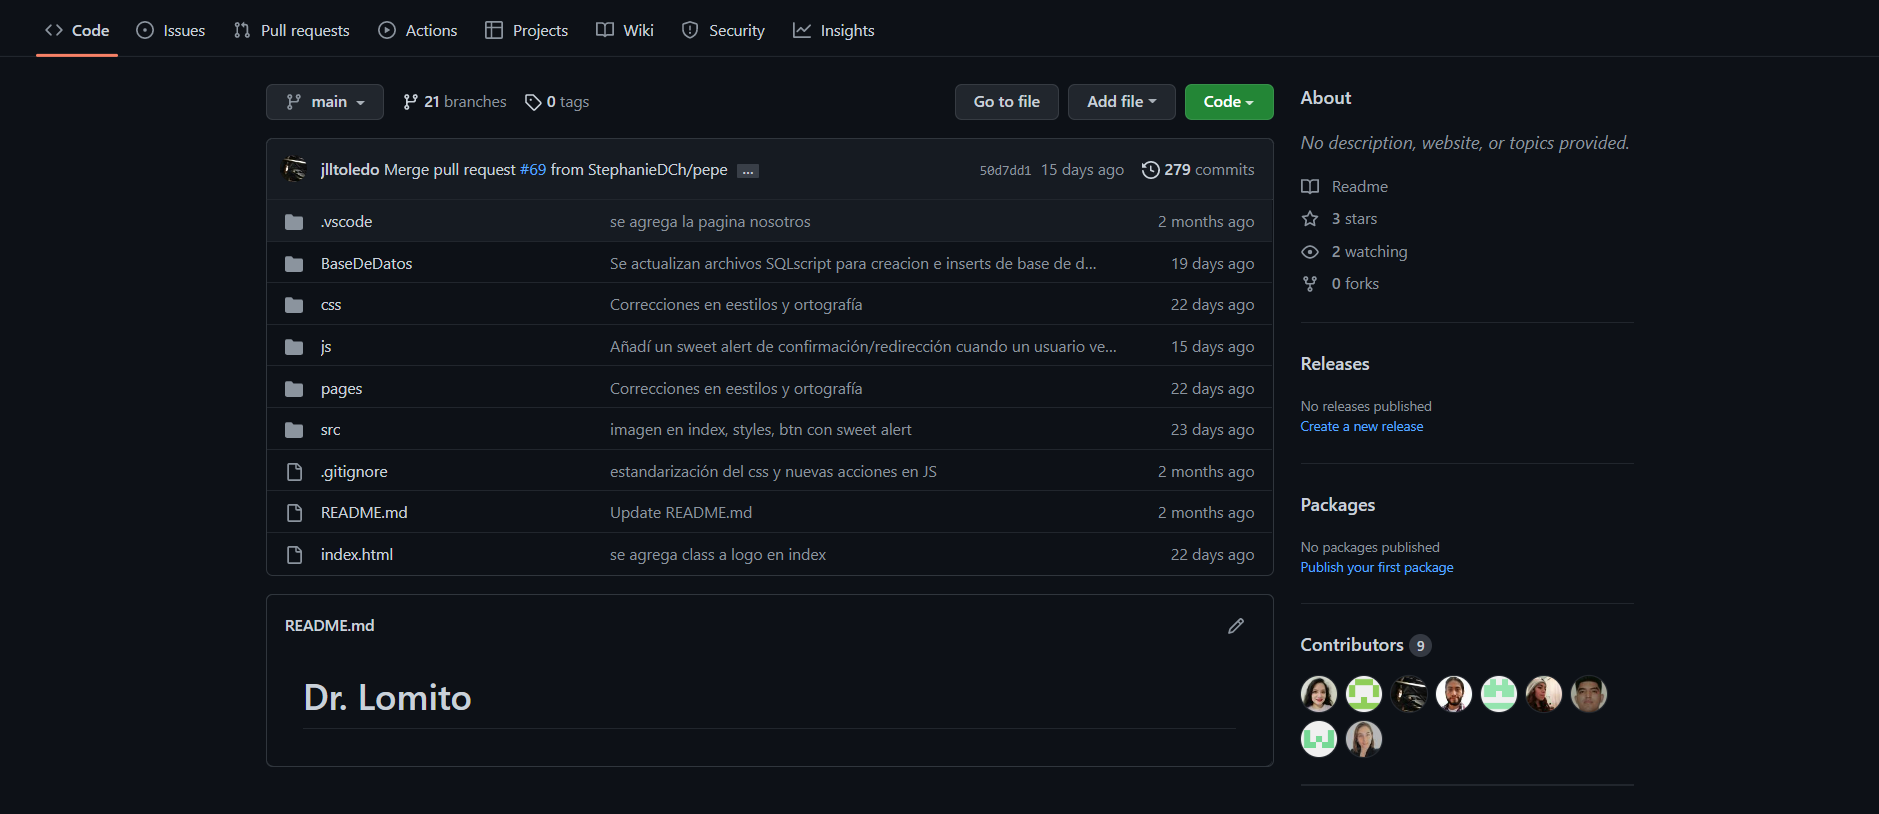 Code Issues Pull requests Actions Projects Wiki Security Insights
main 21 branches 0 tags Go to file Add file Code
jlltoledo Merge pull request #69 from StephanieDCh/pepe ... 50d7dd1 15 days ago 279 commits
.vscode se agrega la pagina nosotros 2 months ago
BaseDeDatos Se actualizan archivos SQLscript para creacion e inserts de base de d... 19 days ago
css Correcciones en eestilos y ortografía 22 days ago
js Añadí un sweet alert de confirmación/redirección cuando un usuario ve... 15 days ago
pages Correcciones en eestilos y ortografía 22 days ago
src imagen en index, styles, btn con sweet alert 23 days ago
.gitignore estandarización del css y nuevas acciones en JS 2 months ago
README.md Update README.md 2 months ago
index.html se agrega class a logo en index 22 days ago
README.md
Dr. Lomito
About
No description, website, or topics provided.
Readme
3 stars
2 watching
0 forks
Releases
No releases published
Create a new release
Packages
No packages published
Publish your first package
Contributors 9